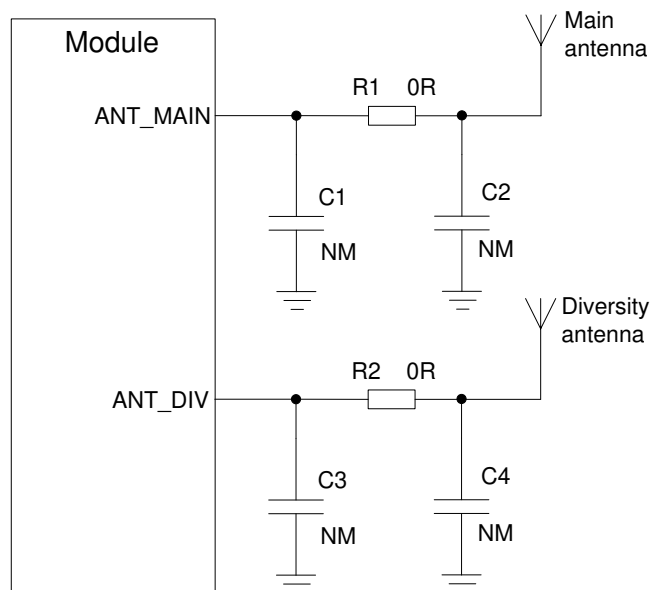 Module
Main
antenna
R1 0R
ANT_MAIN
C1
C2
NM
NM
Diversity
antenna
R2 0R
ANT_DIV
C3
C4
NM
NM